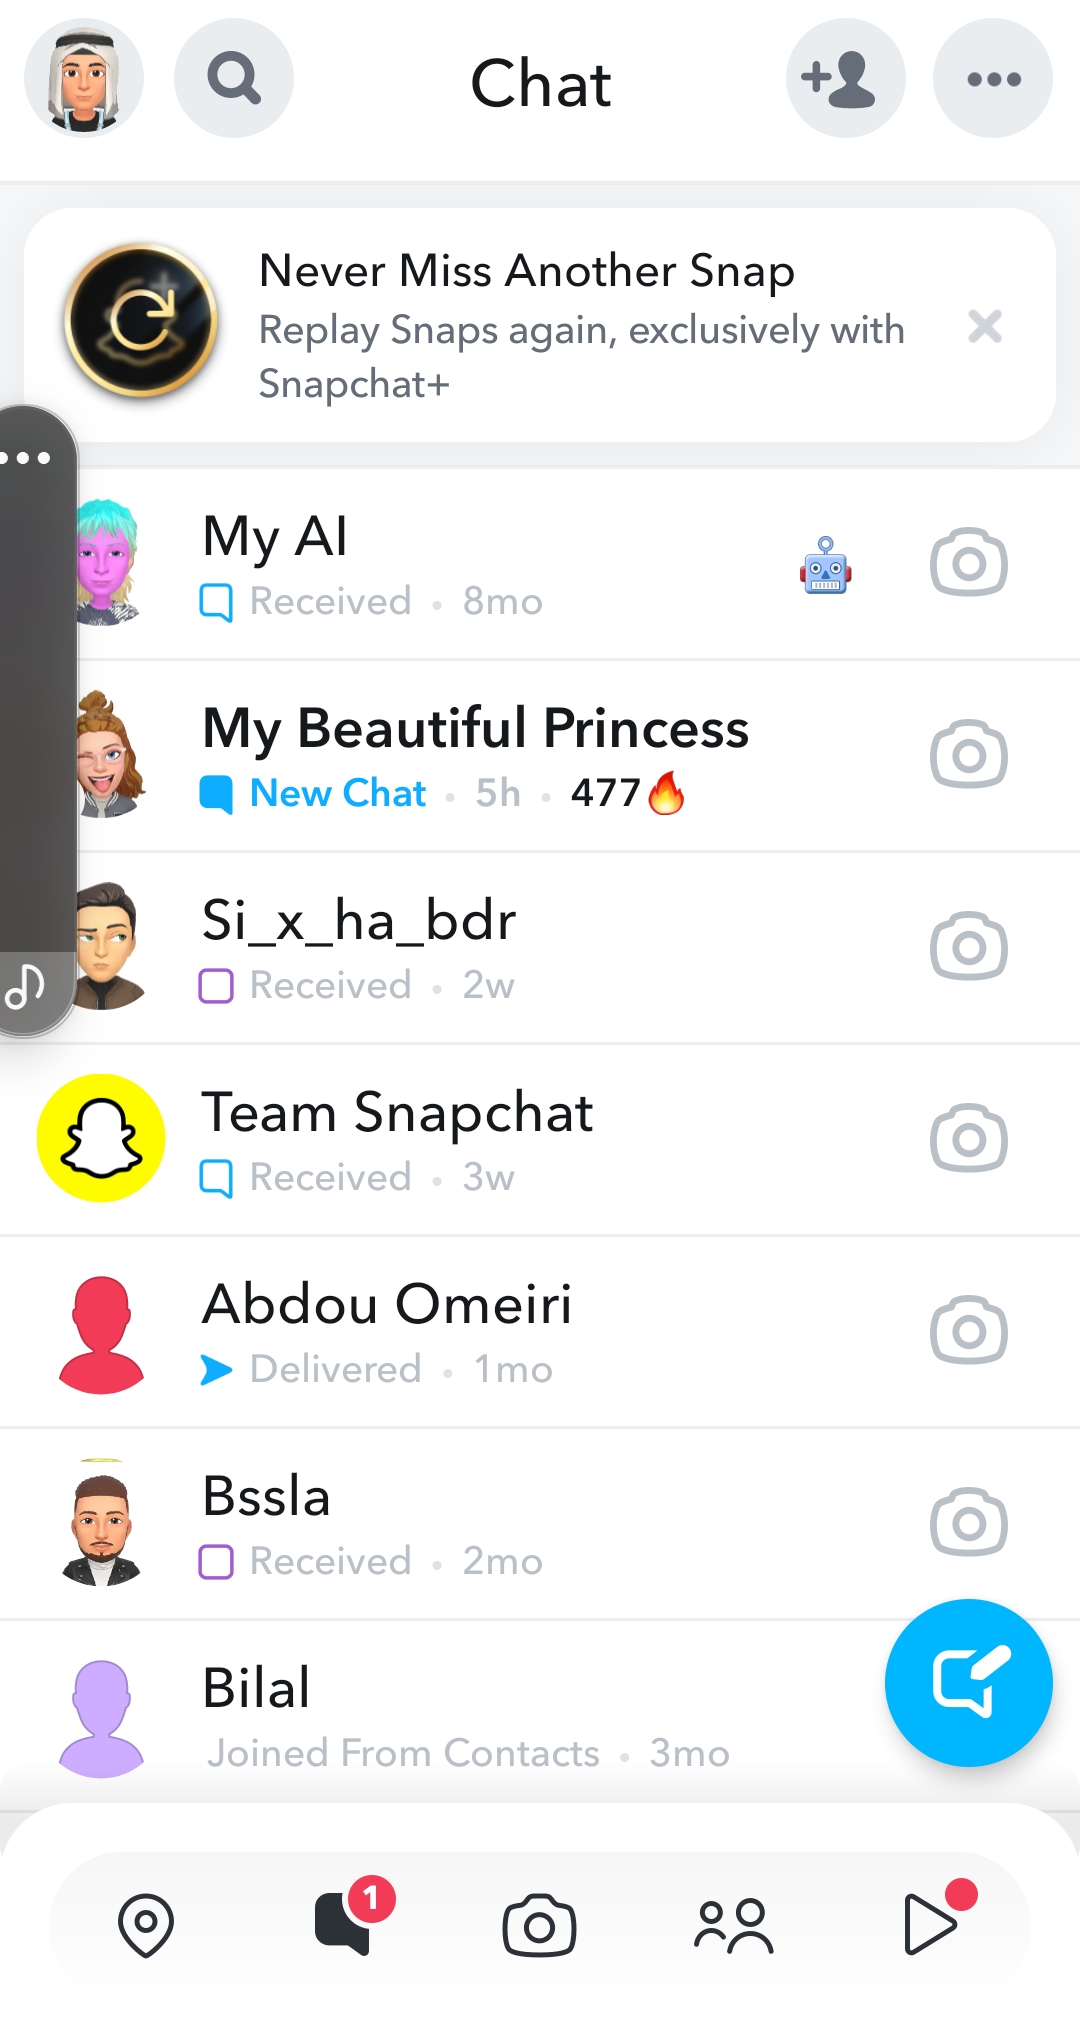 Chat
Never Miss Another Snap
Replay Snaps again, exclusively with
Snapchat+
My AI
Received • 8mo
My Beautiful Princess
New Chat • 5h • 477🔥
Si_x_ha_bdr
Received • 2w
Team Snapchat
Received • 3w
Abdou Omeiri
Delivered • 1mo
Bssla
Received • 2mo
Bilal
Joined From Contacts • 3mo
1